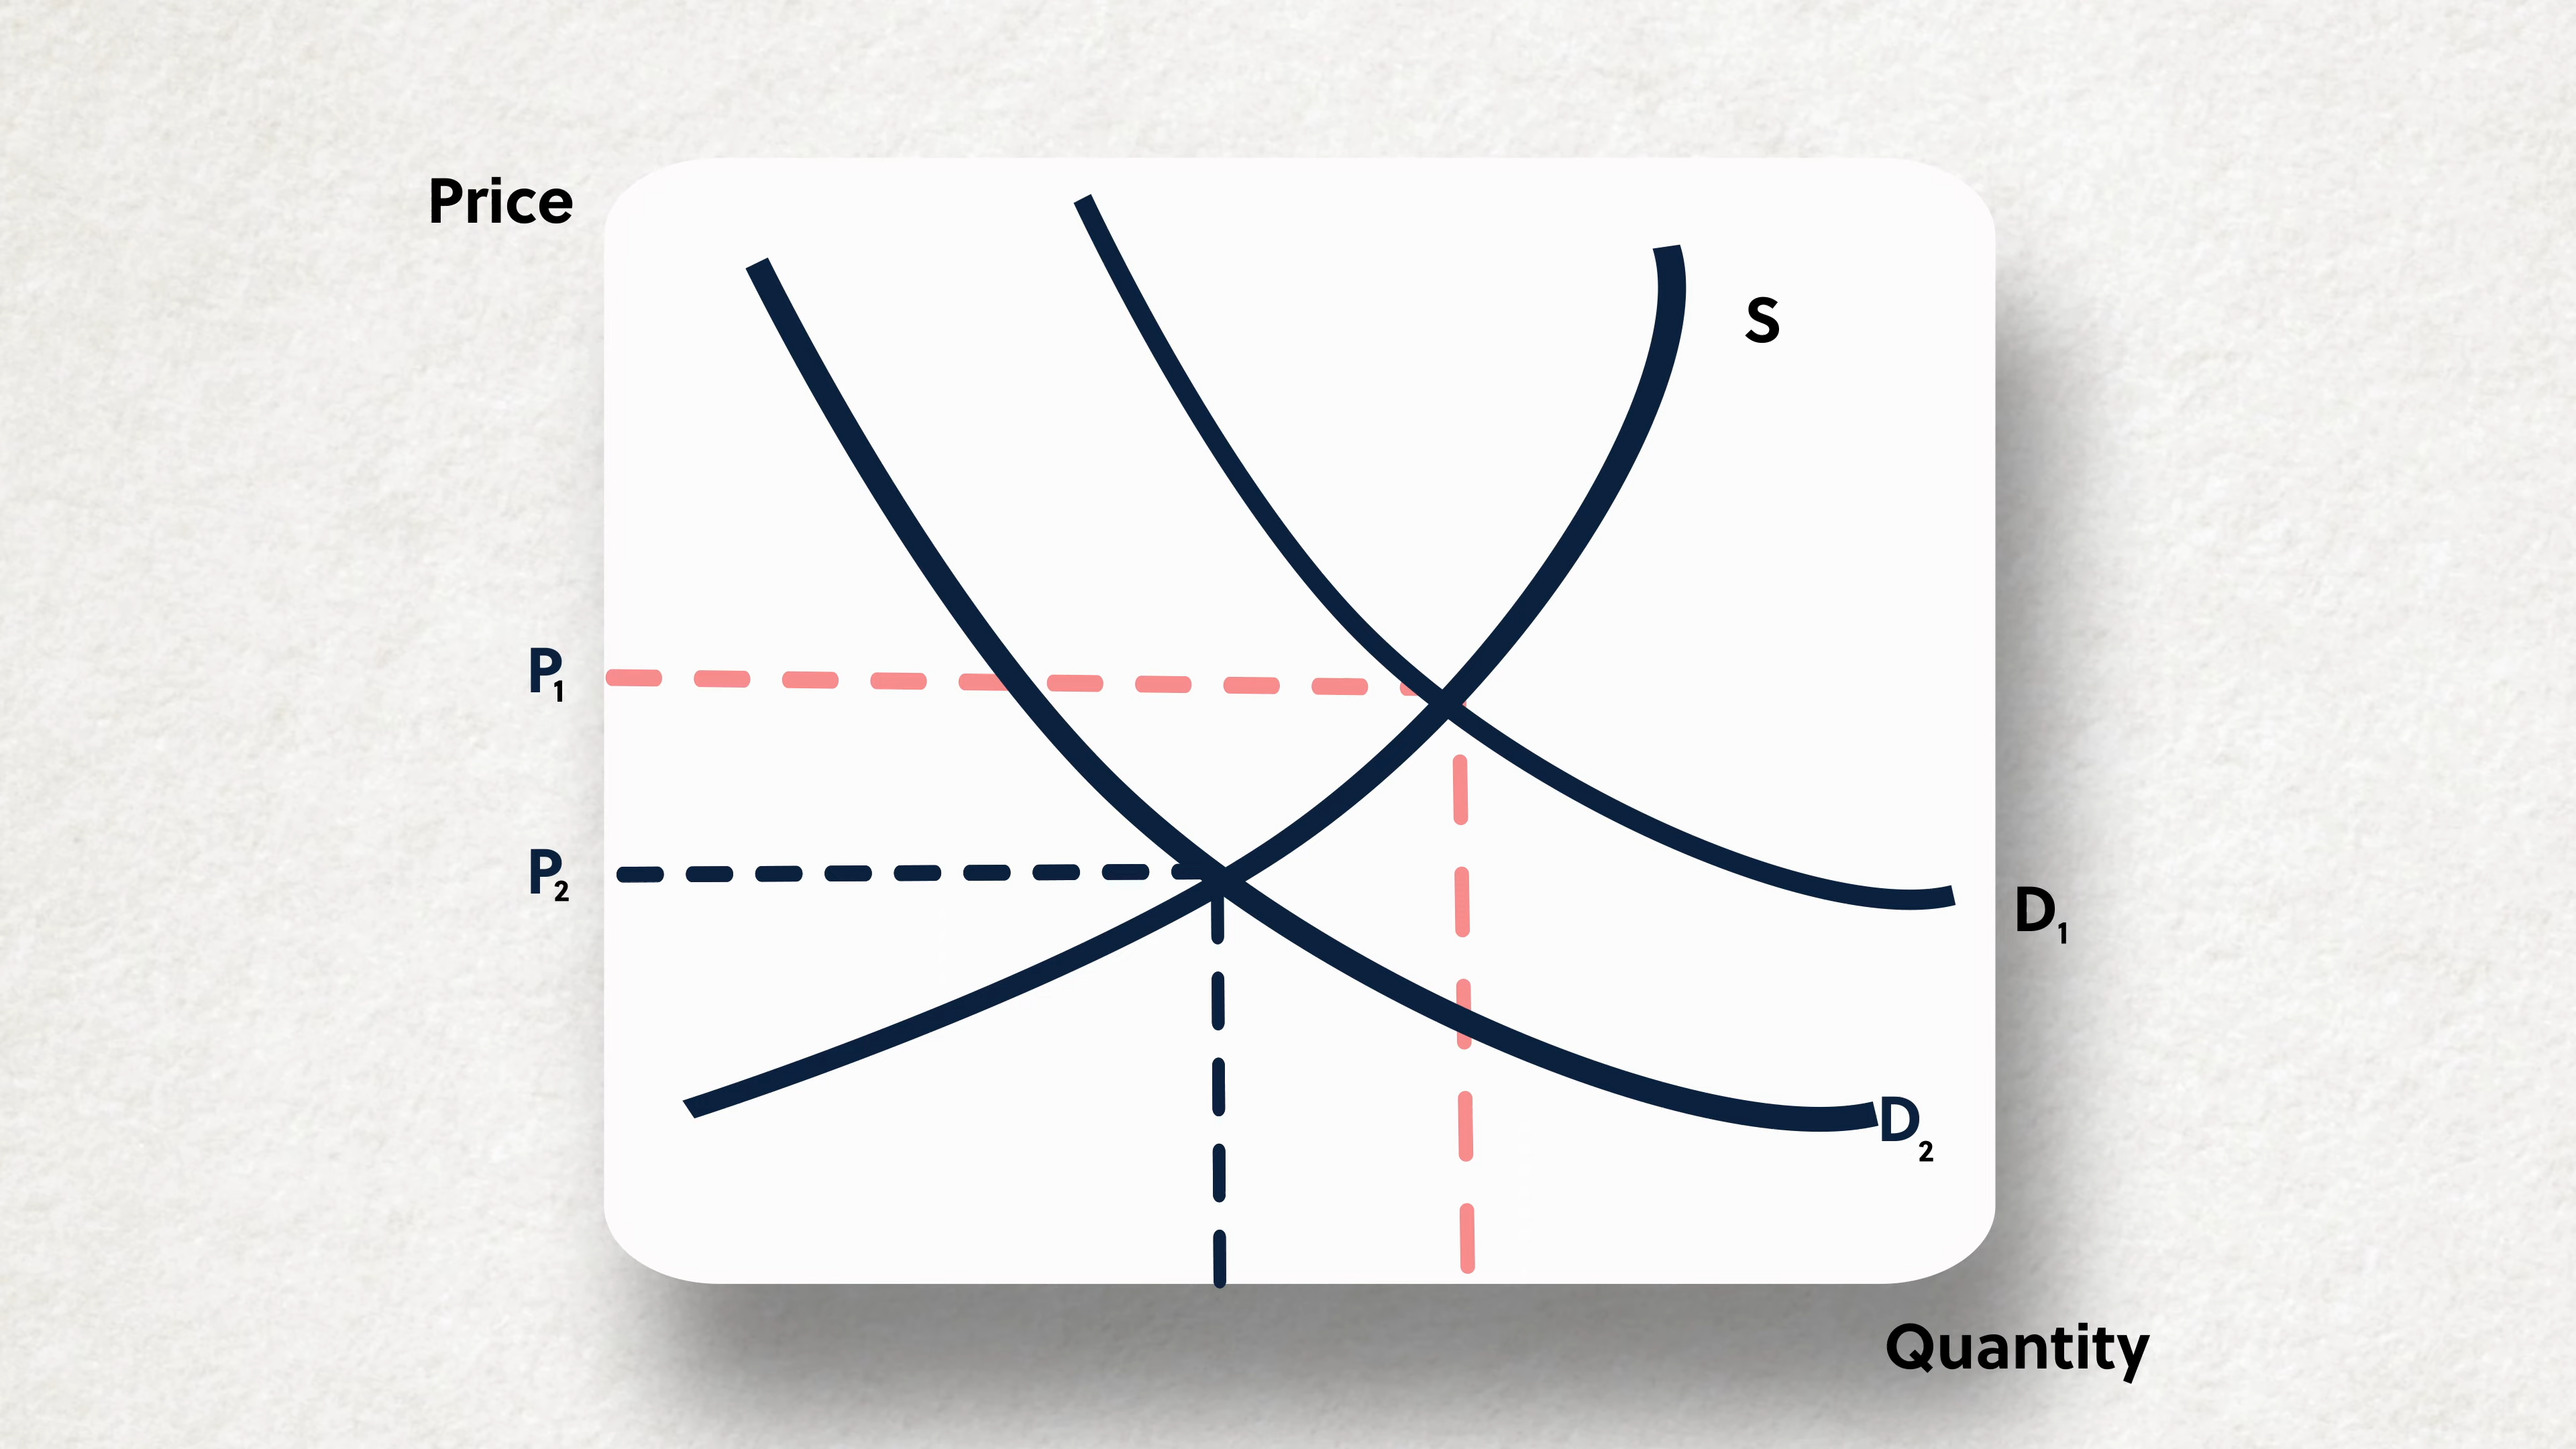 Price
S
P₁
P₂
D₁
D₂
Quantity